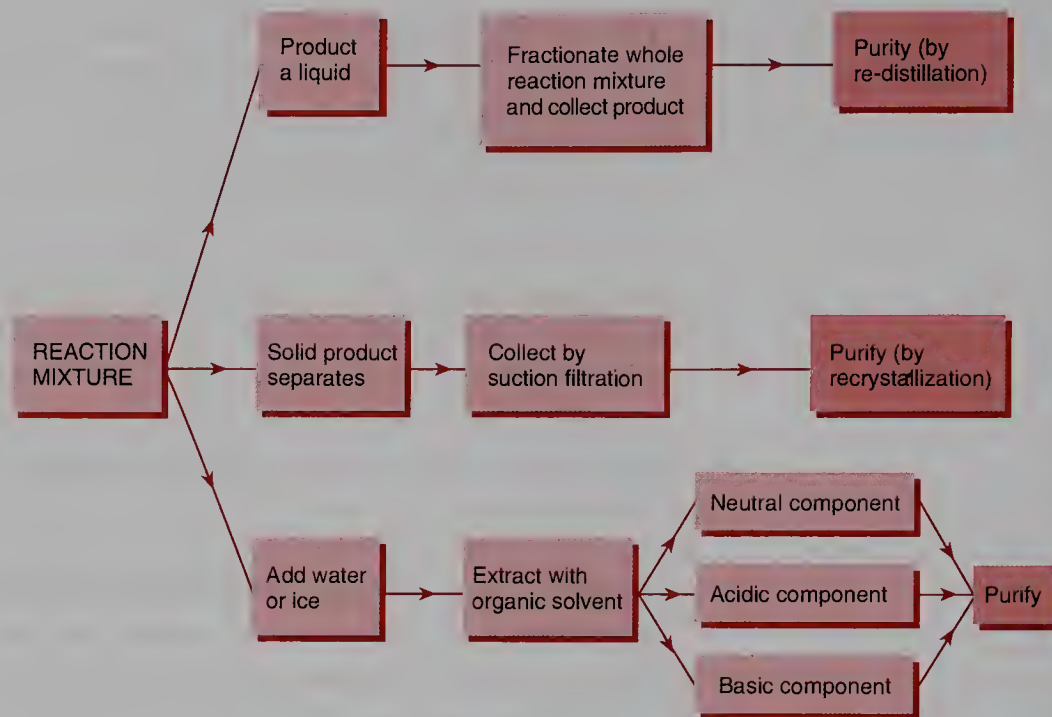 Product
a liquid
Fractionate whole
reaction mixture
and collect product
Purity (by
re-distillation)
REACTION
MIXTURE
Solid product
separates
Collect by
suction filtration
Purify (by
recrystallization)
Add water
or ice
Extract with
organic solvent
Neutral component
Acidic component
Basic component
Purify